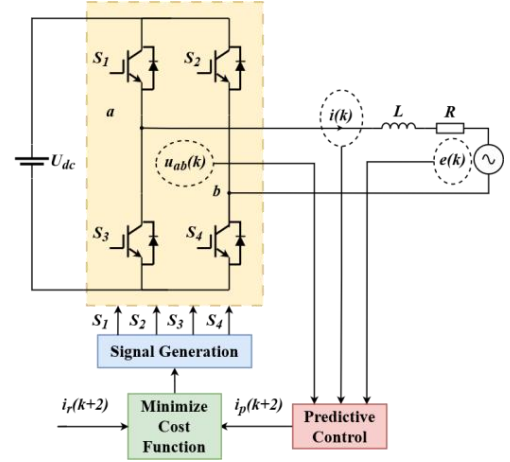 S1
S2
a
i(k)
L
R
Udc
uab(k)
e(k)
b
S3
S4
S1 S2 S3 S4
Signal Generation
ir(k+2)
Minimize
Cost
Function
ip(k+2)
Predictive
Control